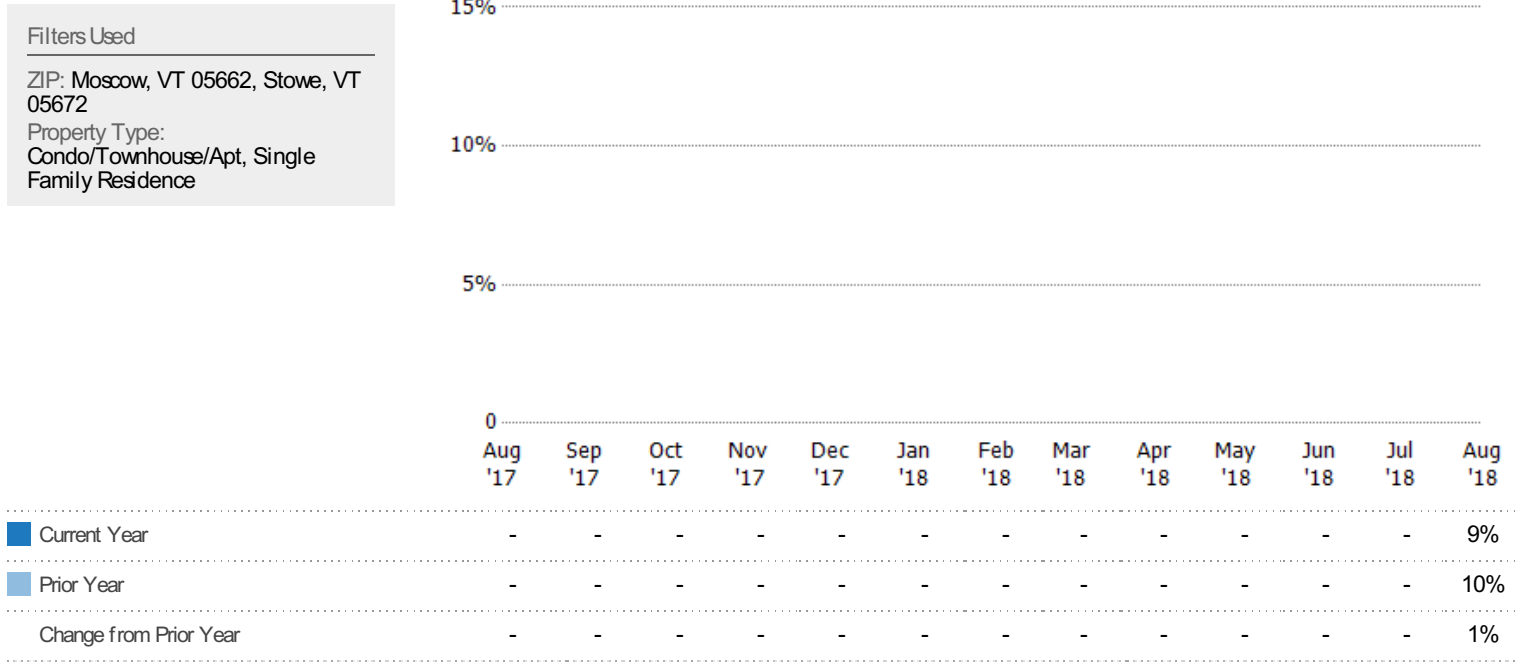 Filters Used
ZIP: Moscow, VT 05662, Stowe, VT
05672
Property Type:
Condo/Townhouse/Apt, Single
Family Residence
15%
10%
5%
0
Aug Sep Oct Nov Dec Jan Feb Mar Apr May Jun Jul Aug
'17 '17 '17 '17 '17 '18 '18 '18 '18 '18 '18 '18 '18
Current Year - - - - - - - - - - - - 9%
Prior Year - - - - - - - - - - - - 10%
Change from Prior Year - - - - - - - - - - - - 1%